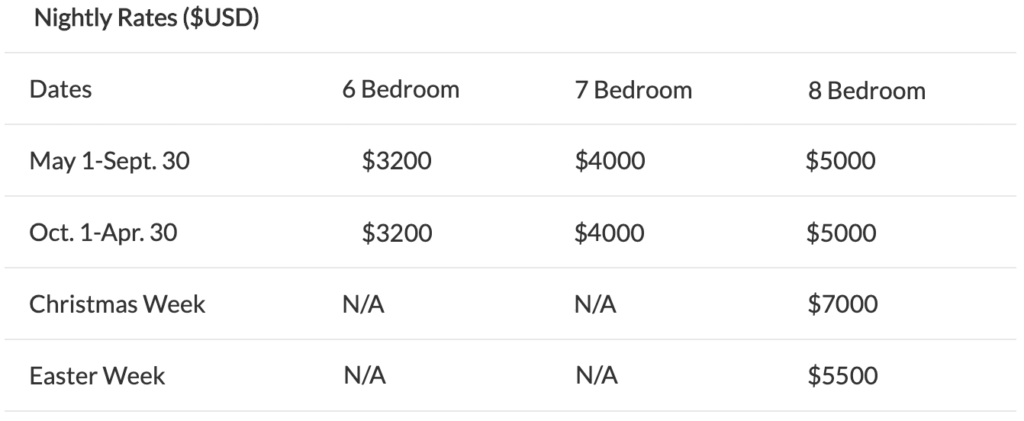 Nightly Rates ($USD)
Dates 6 Bedroom 7 Bedroom 8 Bedroom
May 1-Sept. 30 $3200 $4000 $5000
Oct. 1-Apr. 30 $3200 $4000 $5000
Christmas Week N/A N/A $7000
Easter Week N/A N/A $5500